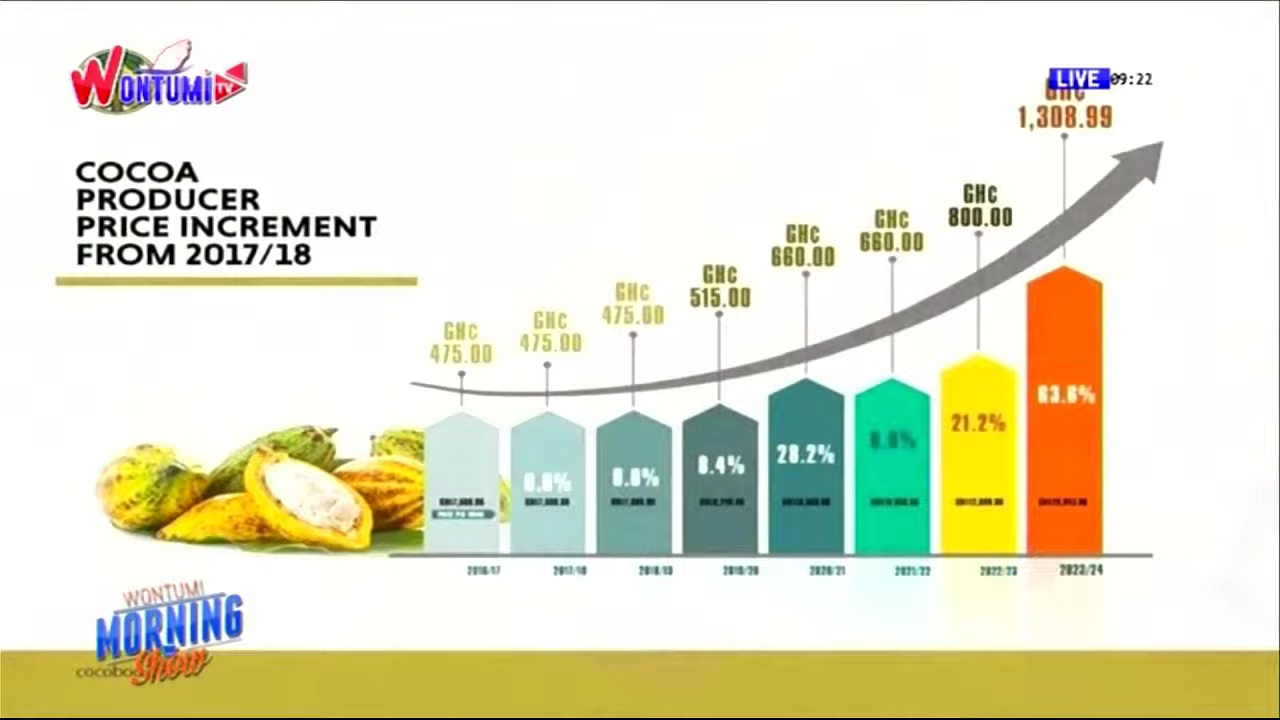 WONTUMI TV
LIVE 09:22
COCOA
PRODUCER
PRICE INCREMENT
FROM 2017/18
GH¢
475.00
GH¢
475.00
GH¢
475.00
GH¢
515.00
GH¢
660.00
GH¢
660.00
GH¢
800.00
GH¢
1,308.99
0.0%
0.0%
8.4%
28.2%
0.0%
21.2%
63.6%
2016/17
2017/18
2018/19
2019/20
2020/21
2021/22
2022/23
2023/24
WONTUMI
MORNING
Show
cocobo